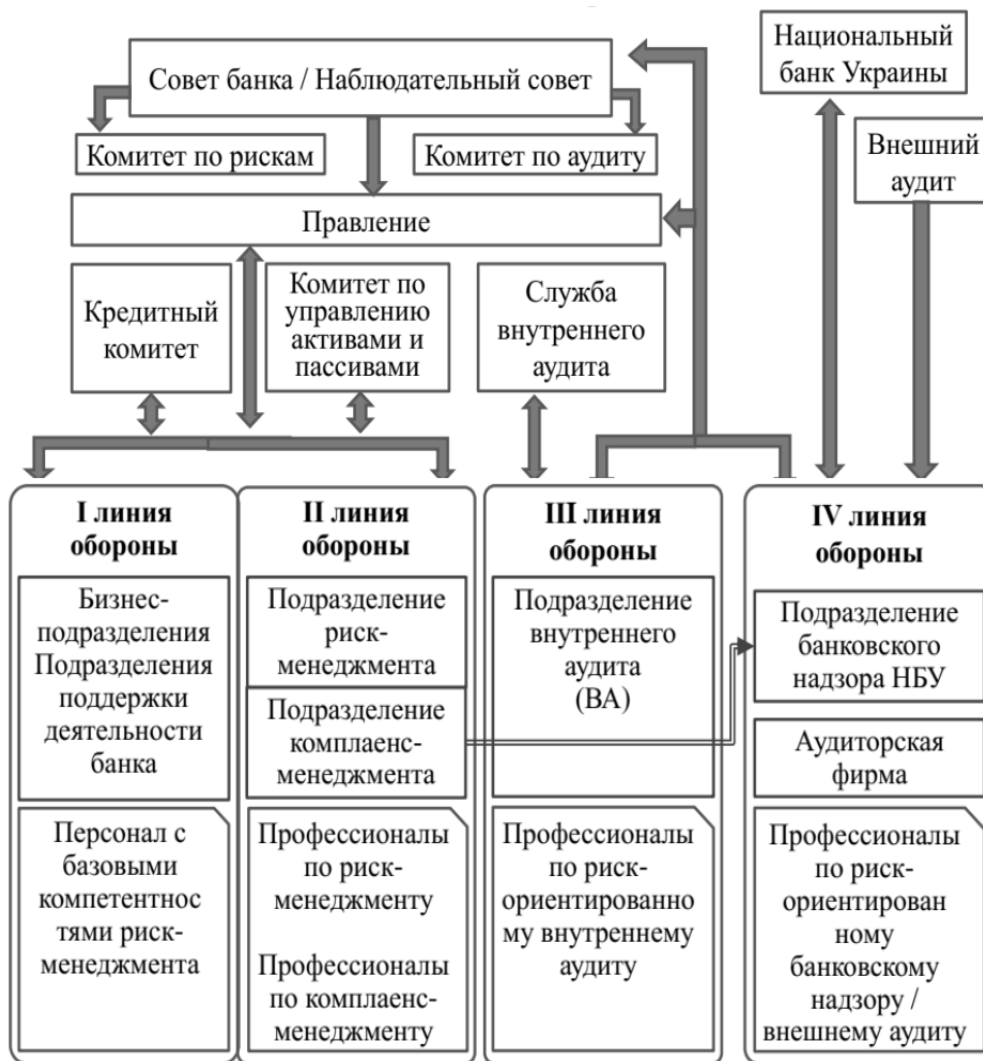 Совет банка / Наблюдательный совет
Национальный
банк Украины
Комитет по рискам
Комитет по аудиту
Внешний
аудит
Правление
Кредитный
комитет
Комитет по
управлению
активами и
пассивами
Служба
внутреннего
аудита
I линия
обороны
Бизнес-
подразделения
Подразделения
поддержки
деятельности
банка
Персонал с
базовыми
компетентнос
тями риск-
менеджмента
II линия
обороны
Подразделение
риск-
менеджмента
Подразделение
комплаенс-
менеджмента
Профессионалы
по риск-
менеджменту
Профессионалы
по комплаенс-
менеджменту
III линия
обороны
Подразделение
внутреннего
аудита
(ВА)
Профессионалы
по риск-
ориентированно
му внутреннему
аудиту
IV линия
обороны
Подразделение
банковского
надзора НБУ
Аудиторская
фирма
Профессионалы
по риск-
ориентирован
ному
банковскому
надзору /
внешнему аудиту